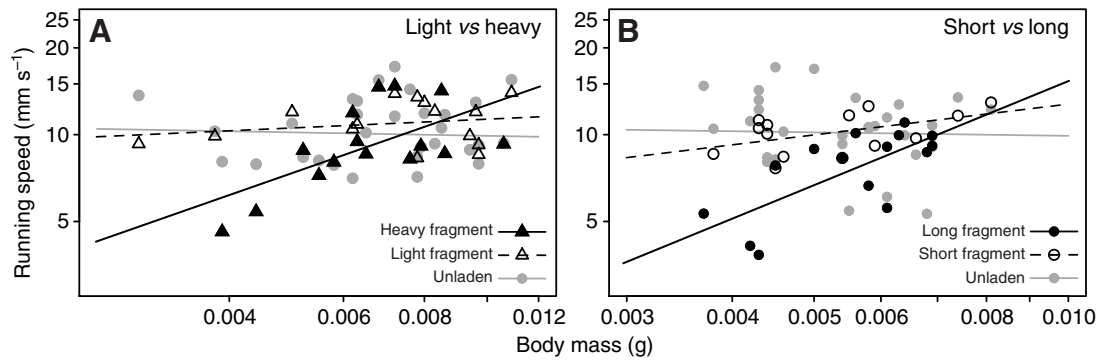 A Light vs heavy
B Short vs long
Running speed (mm s⁻¹)
25
20
15
10
5
Heavy fragment
Light fragment
Unladen
0.004 0.006 0.008 0.012
25
20
15
10
5
Long fragment
Short fragment
Unladen
0.003 0.004 0.005 0.006 0.008 0.010
Body mass (g)